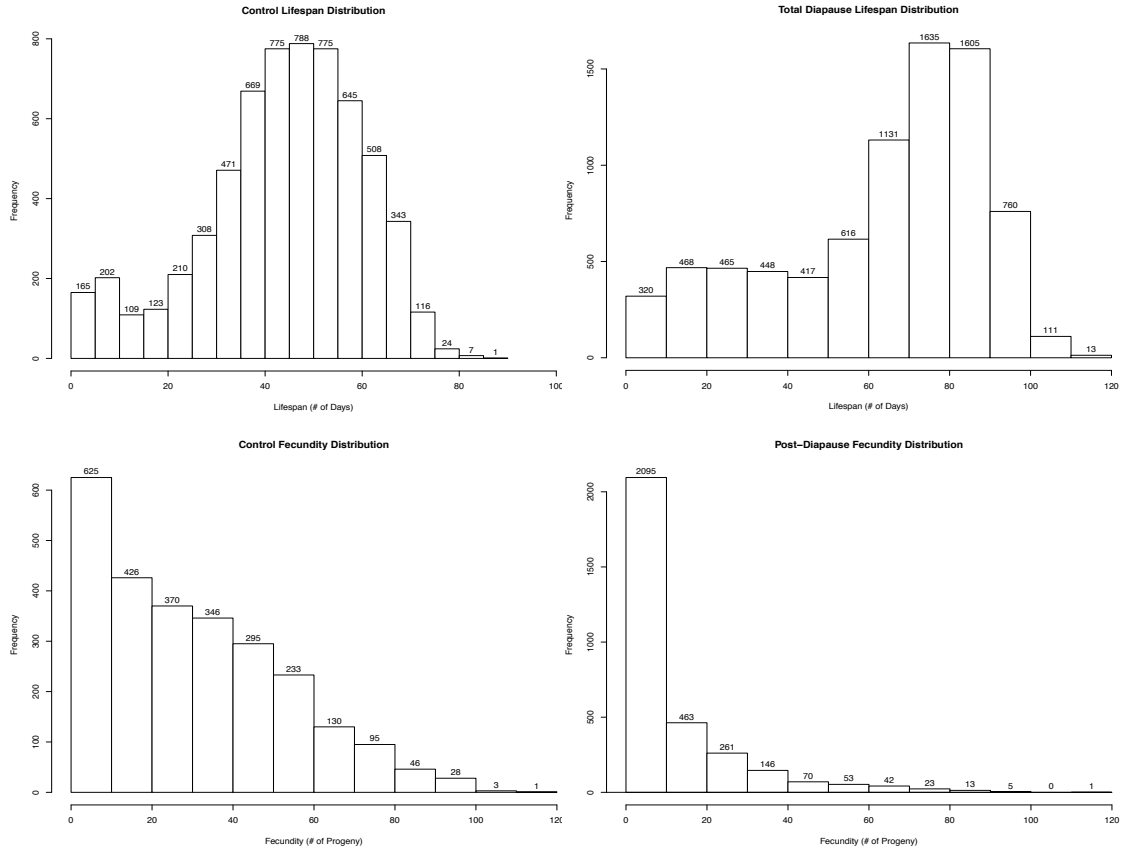 Control Lifespan Distribution
Frequency
0 200 400 600 800
165 202 109 123 210 308 471 669 775 788 775 645 508 343 116 24 7 1
0 20 40 60 80 100
Lifespan (# of Days)
Total Diapause Lifespan Distribution
Frequency
0 500 1000 1500
320 468 465 448 417 616 1131 1635 1605 760 111 13
0 20 40 60 80 100 120
Lifespan (# of Days)
Control Fecundity Distribution
Frequency
0 100 200 300 400 500 600
625 426 370 346 295 233 130 95 46 28 3 1
0 20 40 60 80 100 120
Fecundity (# of Progeny)
Post−Diapause Fecundity Distribution
Frequency
0 500 1000 1500 2000
2095 463 261 146 70 53 42 23 13 5 0 1
0 20 40 60 80 100 120
Fecundity (# of Progeny)